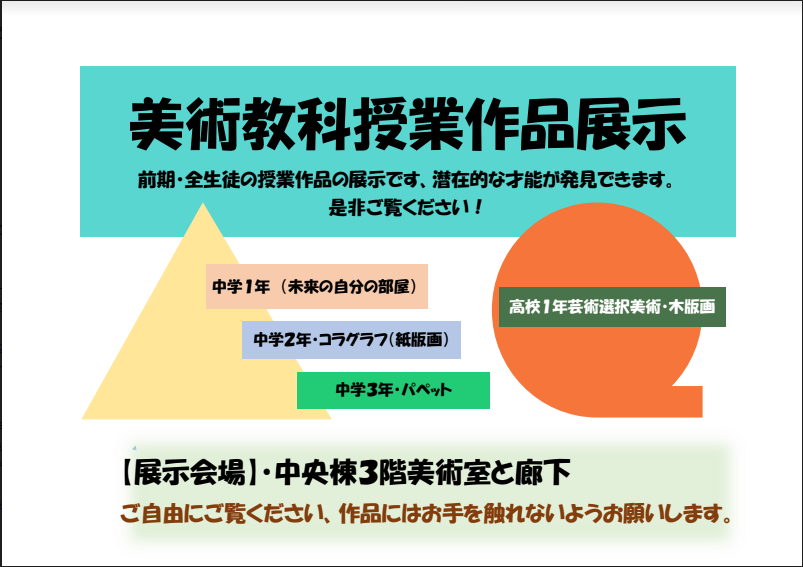 美術教科授業作品展示
前期・全生徒の授業作品の展示です、潜在的な才能が発見できます。
是非ご覧ください！
中学1年（未来の自分の部屋）
中学2年・コラグラフ（紙版画）
中学3年・パペット
高校1年芸術選択美術・木版画
【展示会場】・中央棟3階美術室と廊下
ご自由にご覧ください、作品にはお手を触れないようお願いします。